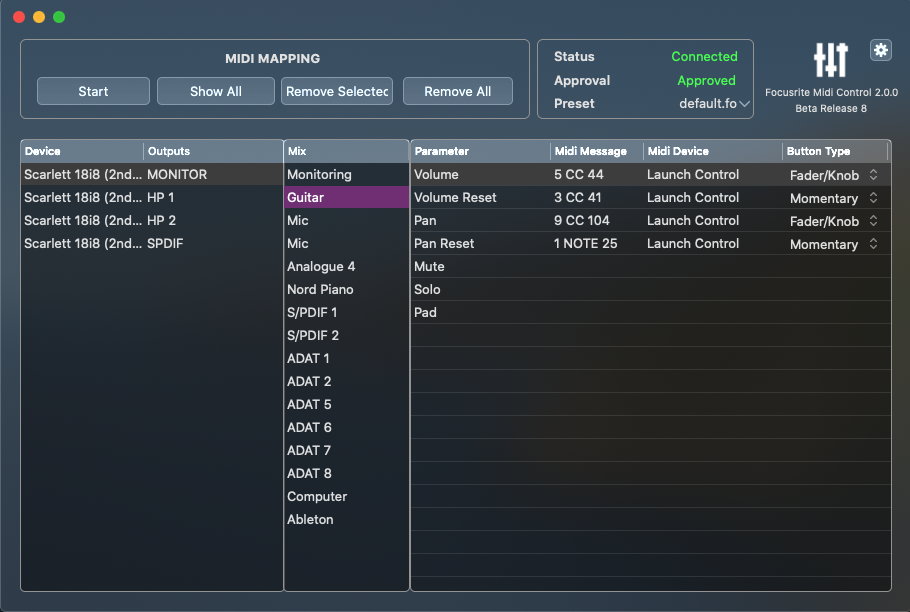 MIDI MAPPING
Start Show All Remove Selected Remove All
Status Connected
Approval Approved
Preset default.fo
Focusrite Midi Control 2.0.0
Beta Release 8
Device Outputs Mix Parameter Midi Message Midi Device Button Type
Scarlett 18i8 (2nd... MONITOR Monitoring Volume 5 CC 44 Launch Control Fader/Knob
Scarlett 18i8 (2nd... HP 1 Guitar Volume Reset 3 CC 41 Launch Control Momentary
Scarlett 18i8 (2nd... HP 2 Mic Pan 9 CC 104 Launch Control Fader/Knob
Scarlett 18i8 (2nd... SPDIF Mic Pan Reset 1 NOTE 25 Launch Control Momentary
Analogue 4 Mute
Nord Piano Solo
S/PDIF 1 Pad
S/PDIF 2
ADAT 1
ADAT 2
ADAT 5
ADAT 6
ADAT 7
ADAT 8
Computer
Ableton